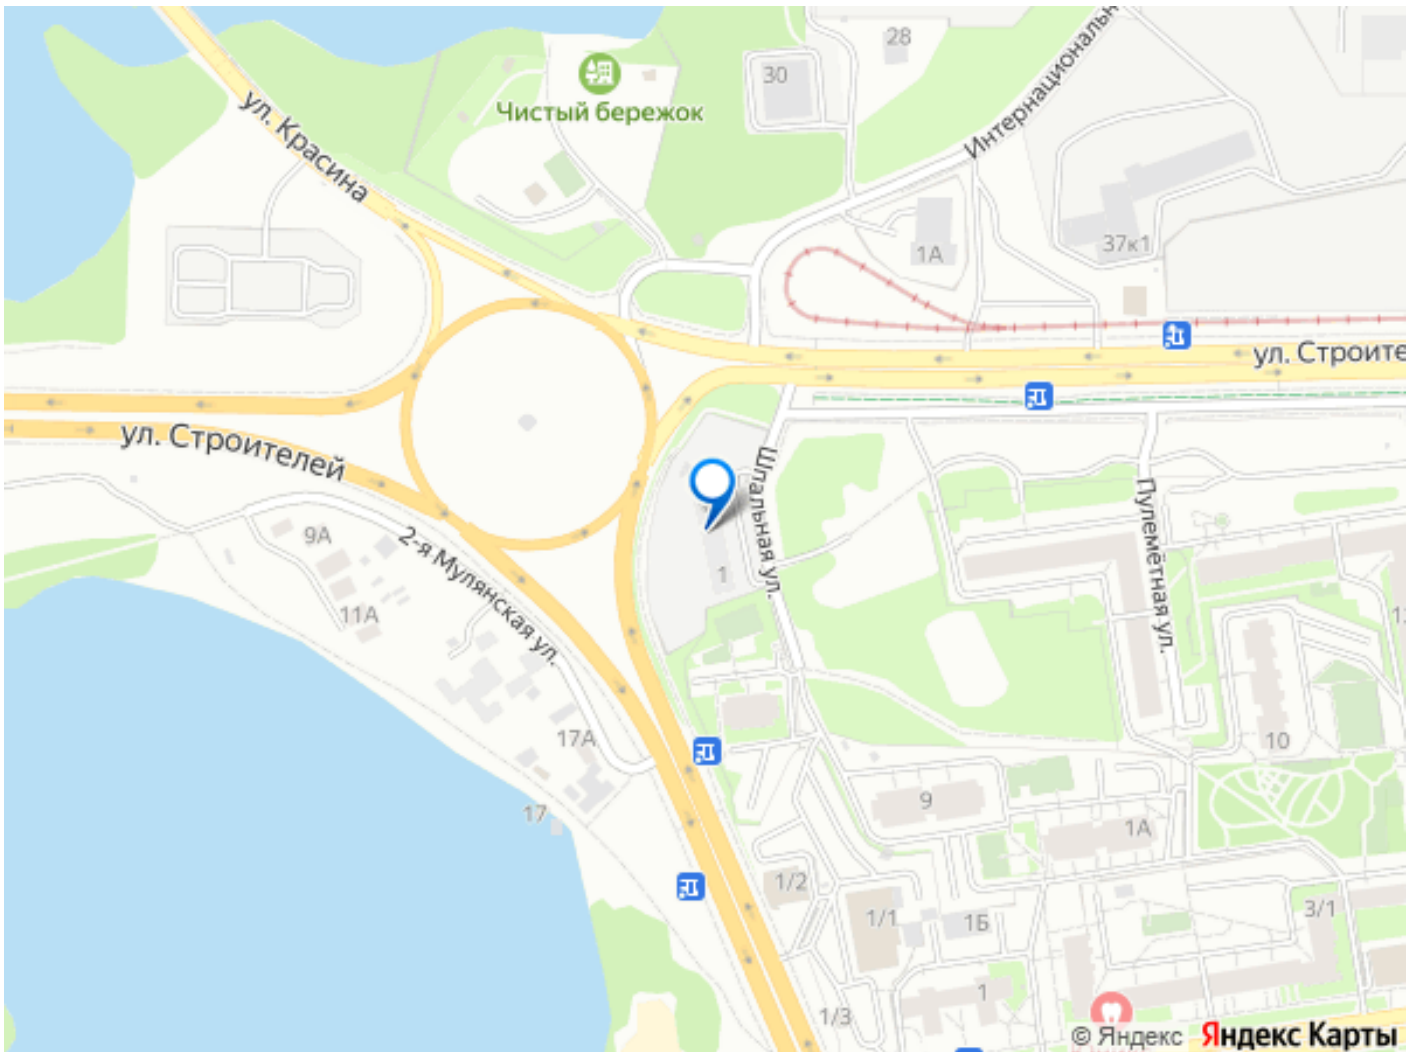 28
30
Интернациональн
Чистый бережок
ул. Красина
37к1
1А
ул. Строите
ул. Строителей
Шпальная ул.
Пулемётная ул.
9А
2-я Мулянская ул.
1
11А
17А
10
9
17
1А
1/2
1/1
1Б
3/1
1
1/3
© Яндекс Яндекс Карты